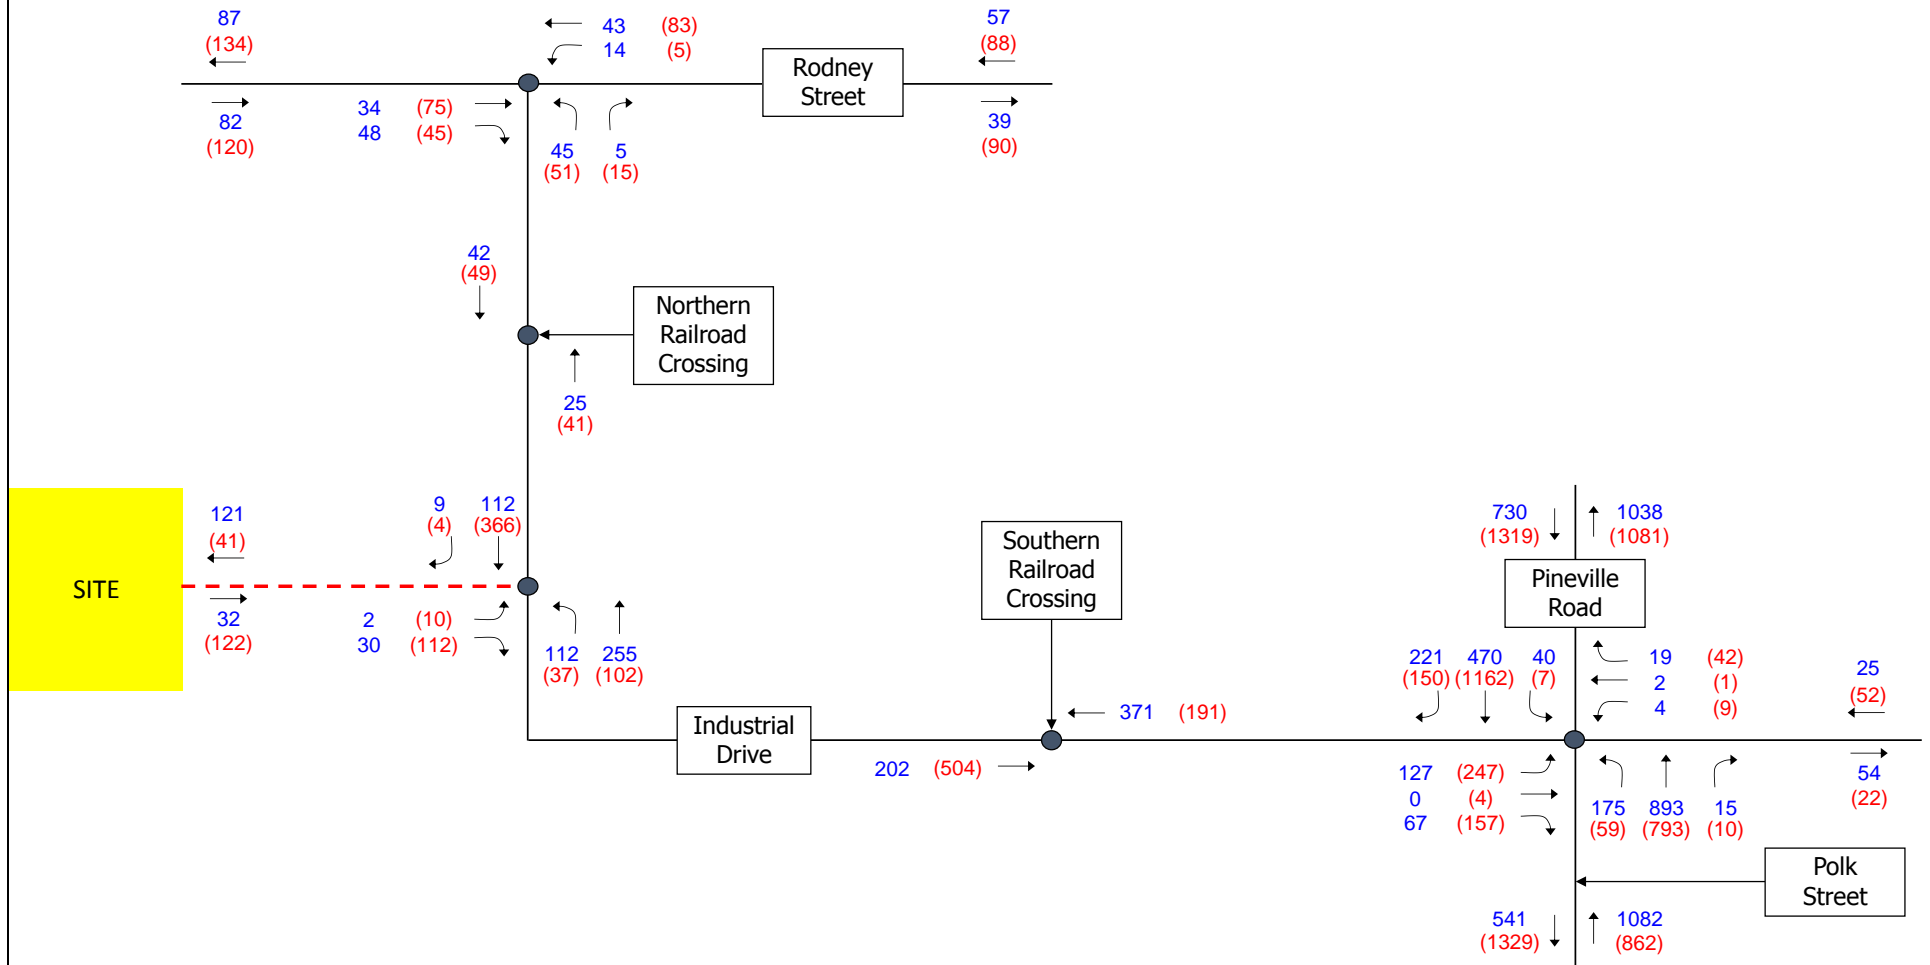 87
(134)
43 (83)
14 (5)
57
(88)
Rodney
Street
82
(120)
34 (75)
48 (45)
45 5
(51) (15)
39
(90)
42
(49)
Northern
Railroad
Crossing
25
(41)
SITE
121
(41)
9 112
(4) (366)
32
(122)
2 (10)
30 (112)
112 255
(37) (102)
Industrial
Drive
Southern
Railroad
Crossing
371 (191)
202 (504)
730 1038
(1319) (1081)
Pineville
Road
221 470 40
(150) (1162) (7)
19 (42)
2 (1)
4 (9)
25
(52)
127 (247)
0 (4)
67 (157)
175 893 15
(59) (793) (10)
54
(22)
Polk
Street
541 1082
(1329) (862)